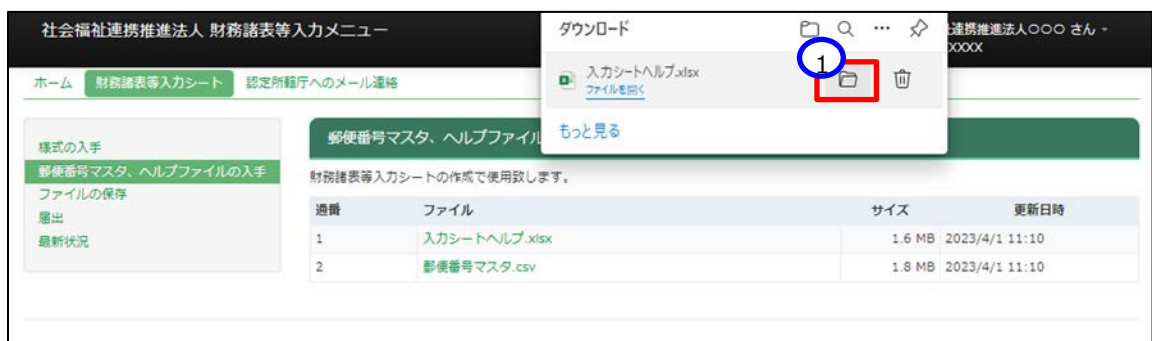 社会福祉連携推進法人 財務諸表等入力メニュー
連携推進法人○○○ さん
XXXX
ダウンロード
入力シートヘルプ.xlsx
ファイルを開く
もっと見る
1
ホーム 財務諸表等入力シート 認定所轄庁へのメール連絡
様式の入手
郵便番号マスタ、ヘルプファイルの入手
ファイルの保存
届出
最新状況
郵便番号マスタ、ヘルプファイル
財務諸表等入力シートの作成で使用致します。
通番 ファイル サイズ 更新日時
1 入力シートヘルプ.xlsx 1.6 MB 2023/4/1 11:10
2 郵便番号マスタ.csv 1.8 MB 2023/4/1 11:10